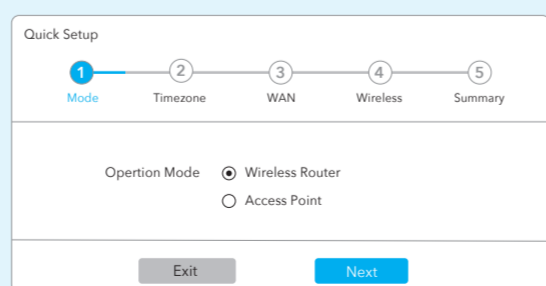 Quick Setup
1 2 3 4 5
Mode Timezone WAN Wireless Summary
Opertion Mode Wireless Router
Access Point
Exit Next